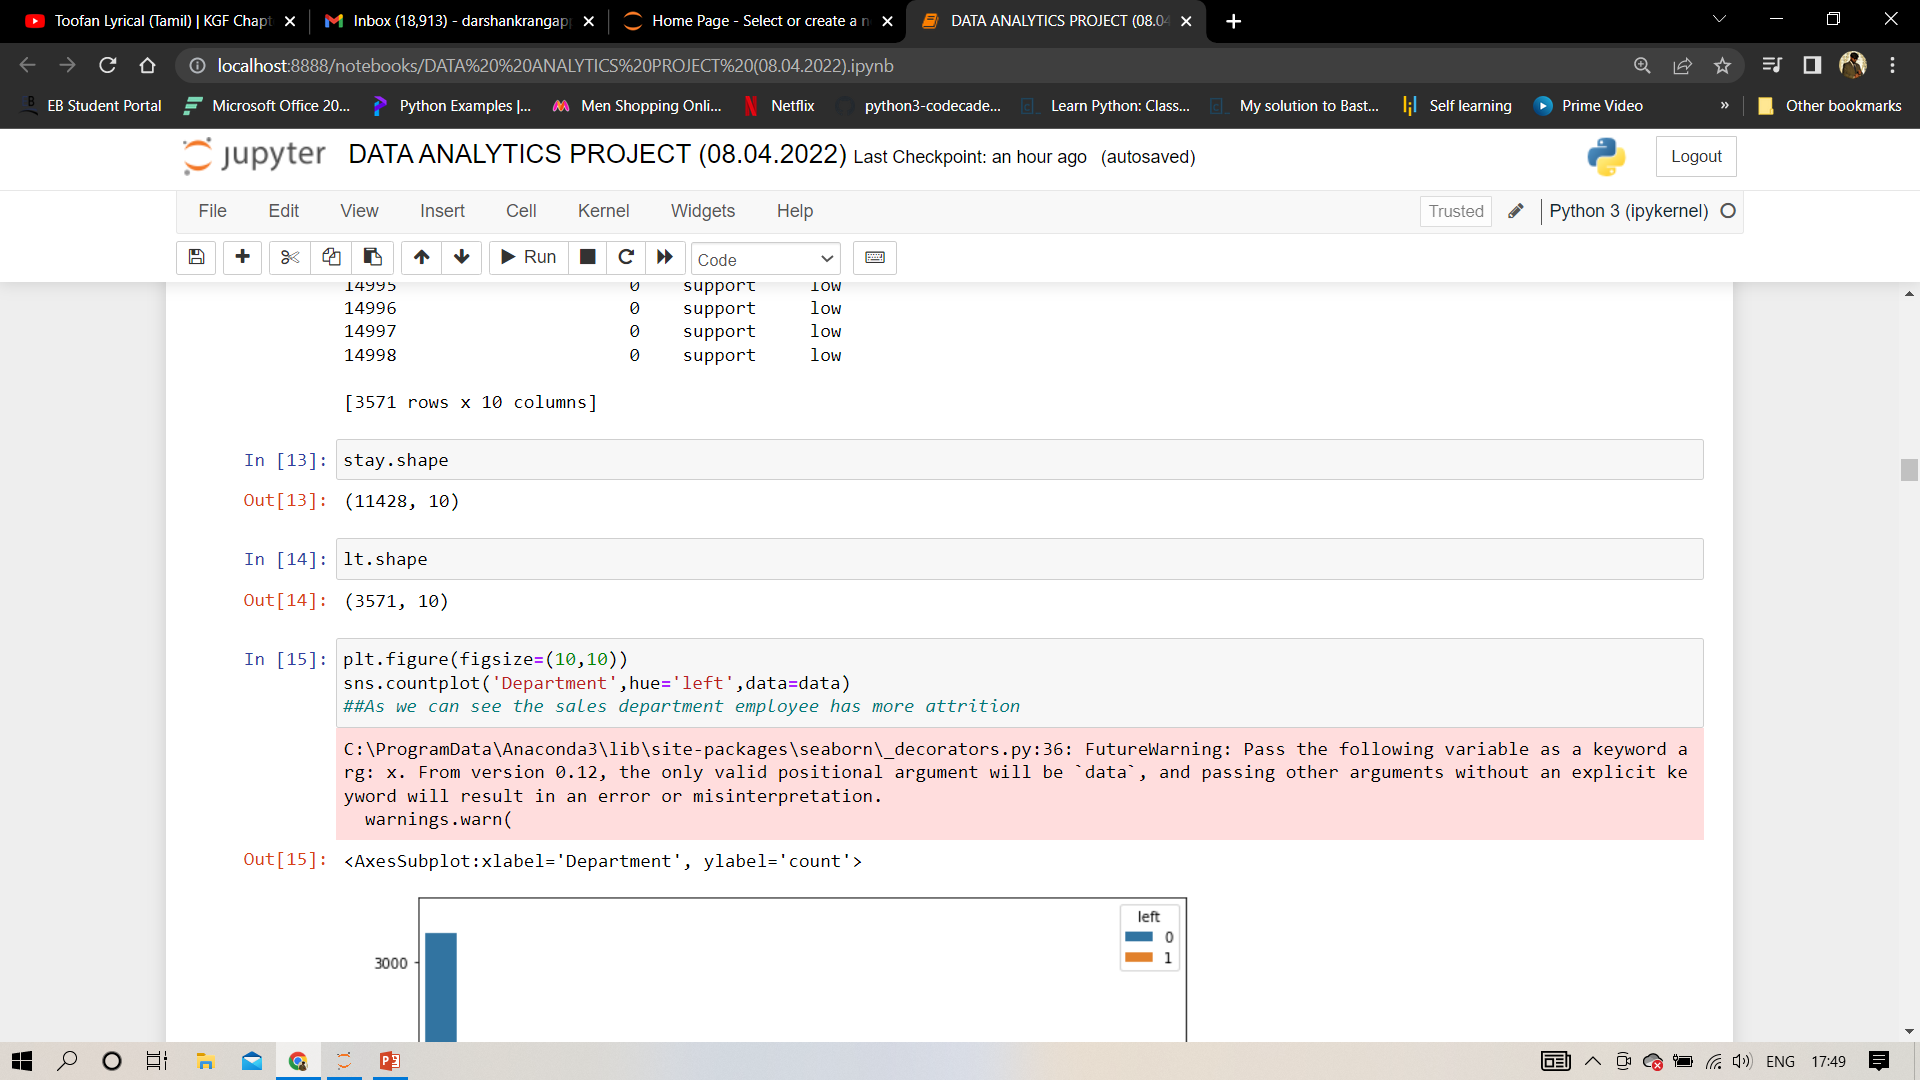 Toofan Lyrical (Tamil) | KGF Chapt
Inbox (18,913) - darshankrangap
Home Page - Select or create a n
DATA ANALYTICS PROJECT (08.04
localhost:8888/notebooks/DATA%20%20ANALYTICS%20PROJECT%20(08.04.2022).ipynb
EB Student Portal
Microsoft Office 20...
Python Examples |...
Men Shopping Onli...
Netflix
python3-codecade...
Learn Python: Class...
My solution to Bast...
Self learning
Prime Video
»
Other bookmarks
jupyter DATA ANALYTICS PROJECT (08.04.2022) Last Checkpoint: an hour ago (autosaved)
Logout
File Edit View Insert Cell Kernel Widgets Help
Trusted
Python 3 (ipykernel)
Run
Code
14995 0 support low
14996 0 support low
14997 0 support low
14998 0 support low
[3571 rows x 10 columns]
In [13]: stay.shape
Out[13]: (11428, 10)
In [14]: lt.shape
Out[14]: (3571, 10)
In [15]: plt.figure(figsize=(10,10))
sns.countplot('Department',hue='left',data=data)
##As we can see the sales department employee has more attrition
C:\ProgramData\Anaconda3\lib\site-packages\seaborn\_decorators.py:36: FutureWarning: Pass the following variable as a keyword a
rg: x. From version 0.12, the only valid positional argument will be `data`, and passing other arguments without an explicit ke
yword will result in an error or misinterpretation.
warnings.warn(
Out[15]: <AxesSubplot:xlabel='Department', ylabel='count'>
left
0
1
3000
ENG 17:49